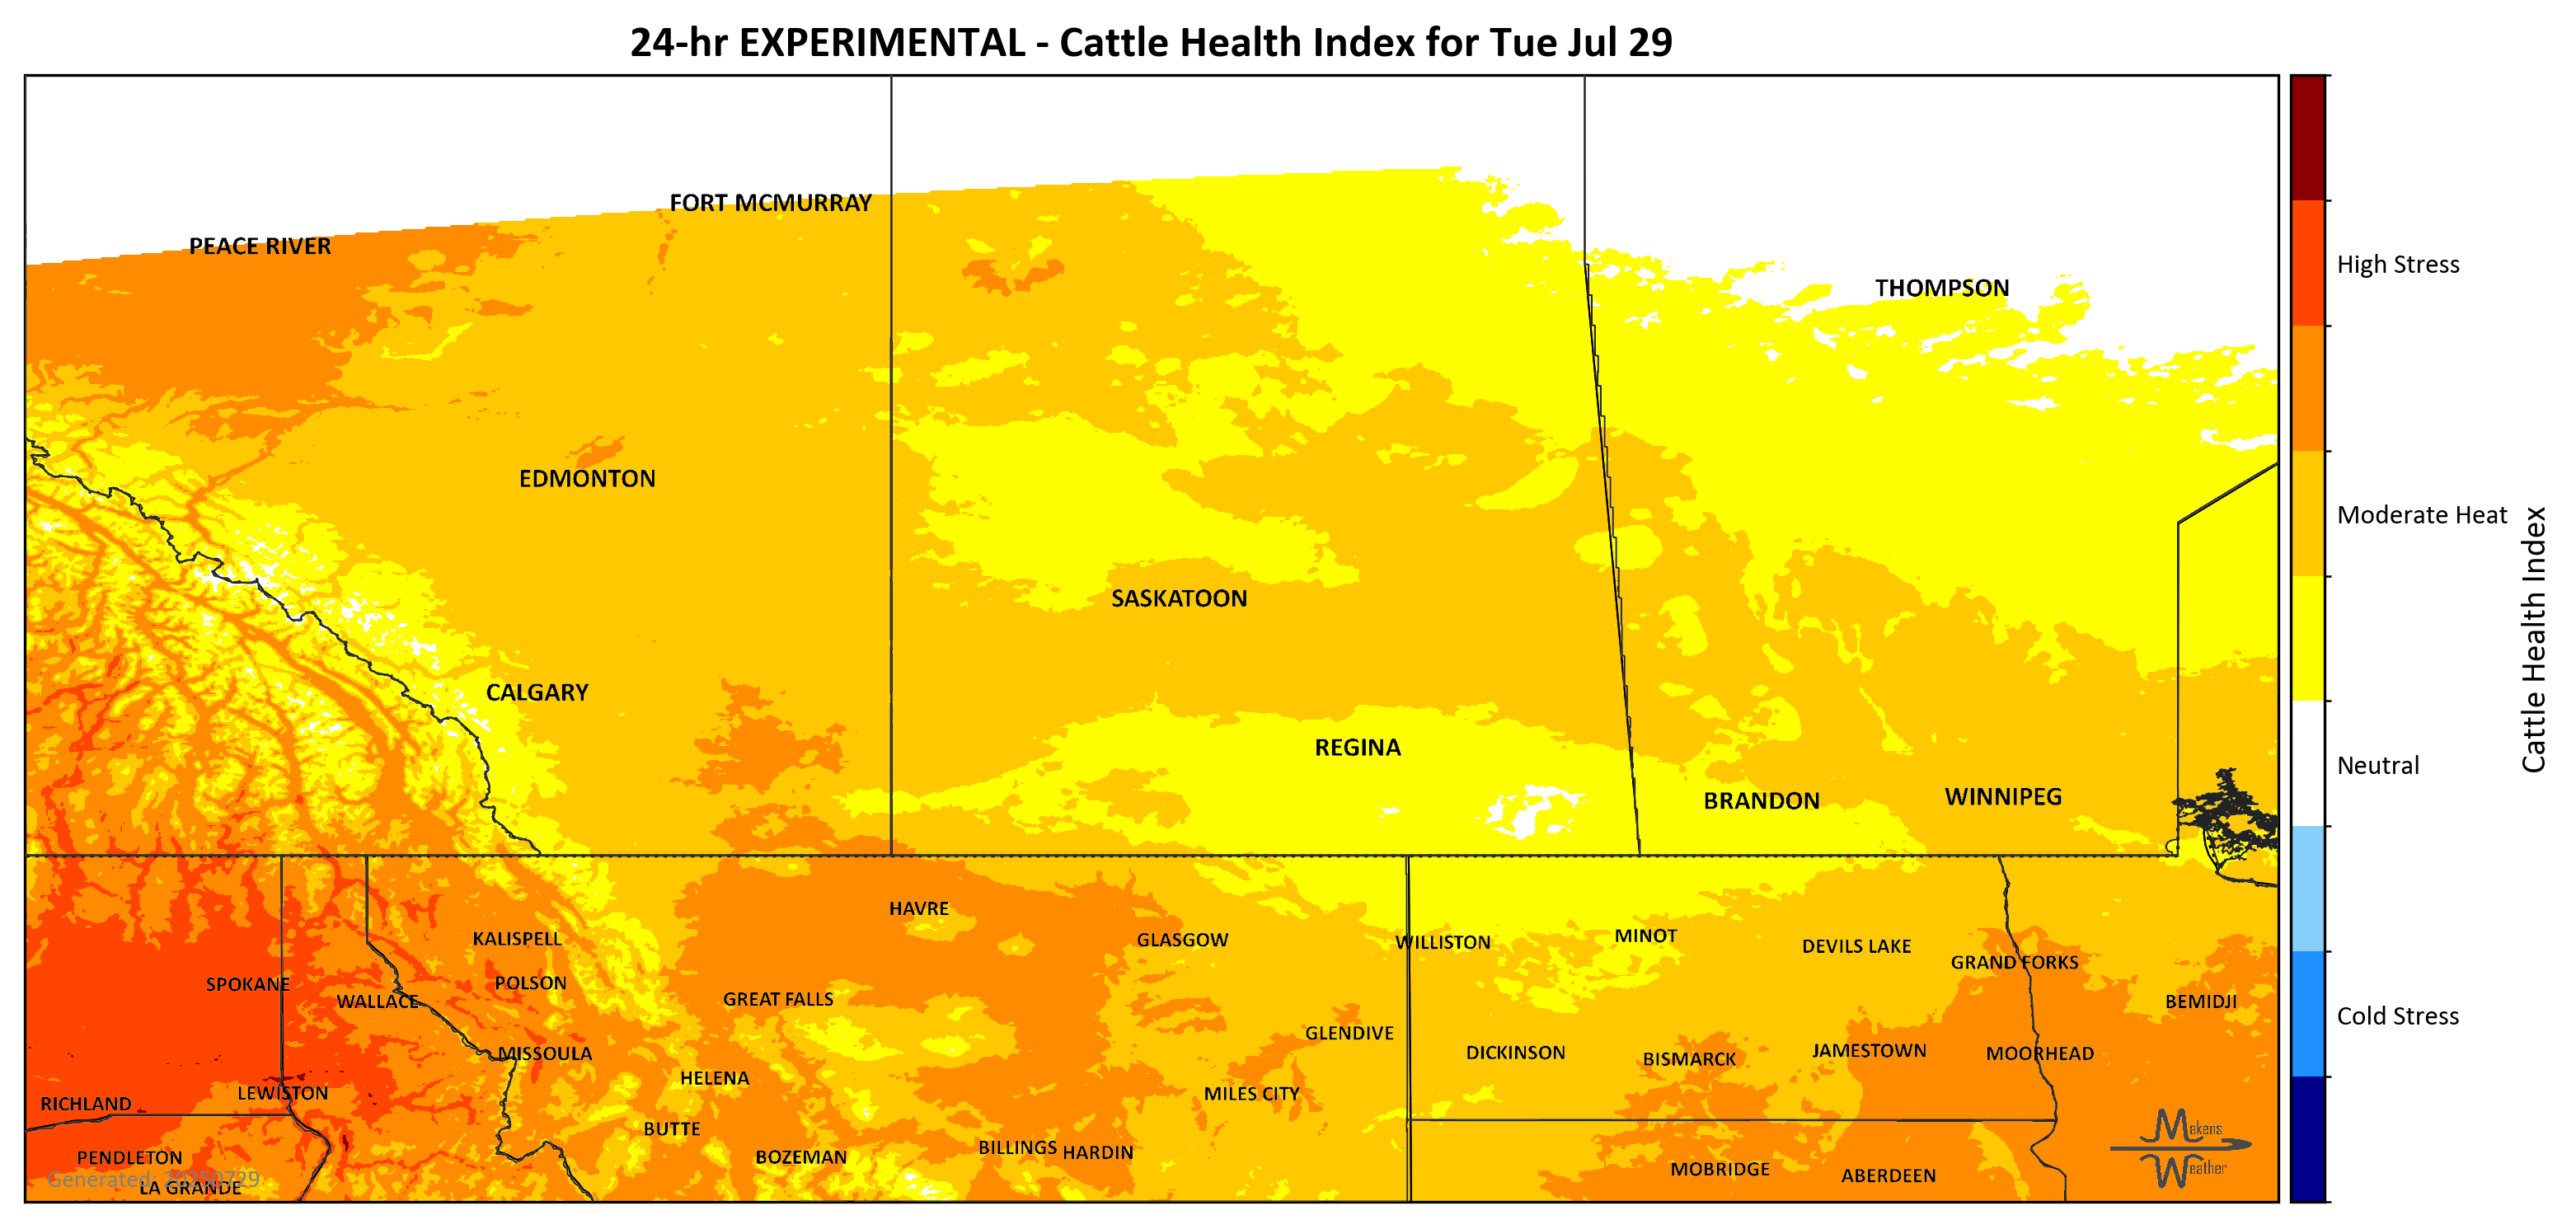 24-hr EXPERIMENTAL - Cattle Health Index for Tue Jul 29
FORT MCMURRAY
PEACE RIVER
High Stress
THOMPSON
EDMONTON
Moderate Heat
SASKATOON
Cattle Health Index
CALGARY
REGINA
Neutral
BRANDON
WINNIPEG
HAVRE
KALISPELL
GLASGOW
WILLISTON
MINOT
DEVILS LAKE
GRAND FORKS
SPOKANE
POLSON
WALLACE
GREAT FALLS
BEMIDJI
Cold Stress
GLENDIVE
MISSOULA
DICKINSON
BISMARCK
JAMESTOWN
MOORHEAD
HELENA
LEWISTON
MILES CITY
RICHLAND
BUTTE
Makens
Weather
BILLINGS
HARDIN
PENDLETON
BOZEMAN
MOBRIDGE
ABERDEEN
Generated: 20250729
LA GRANDE